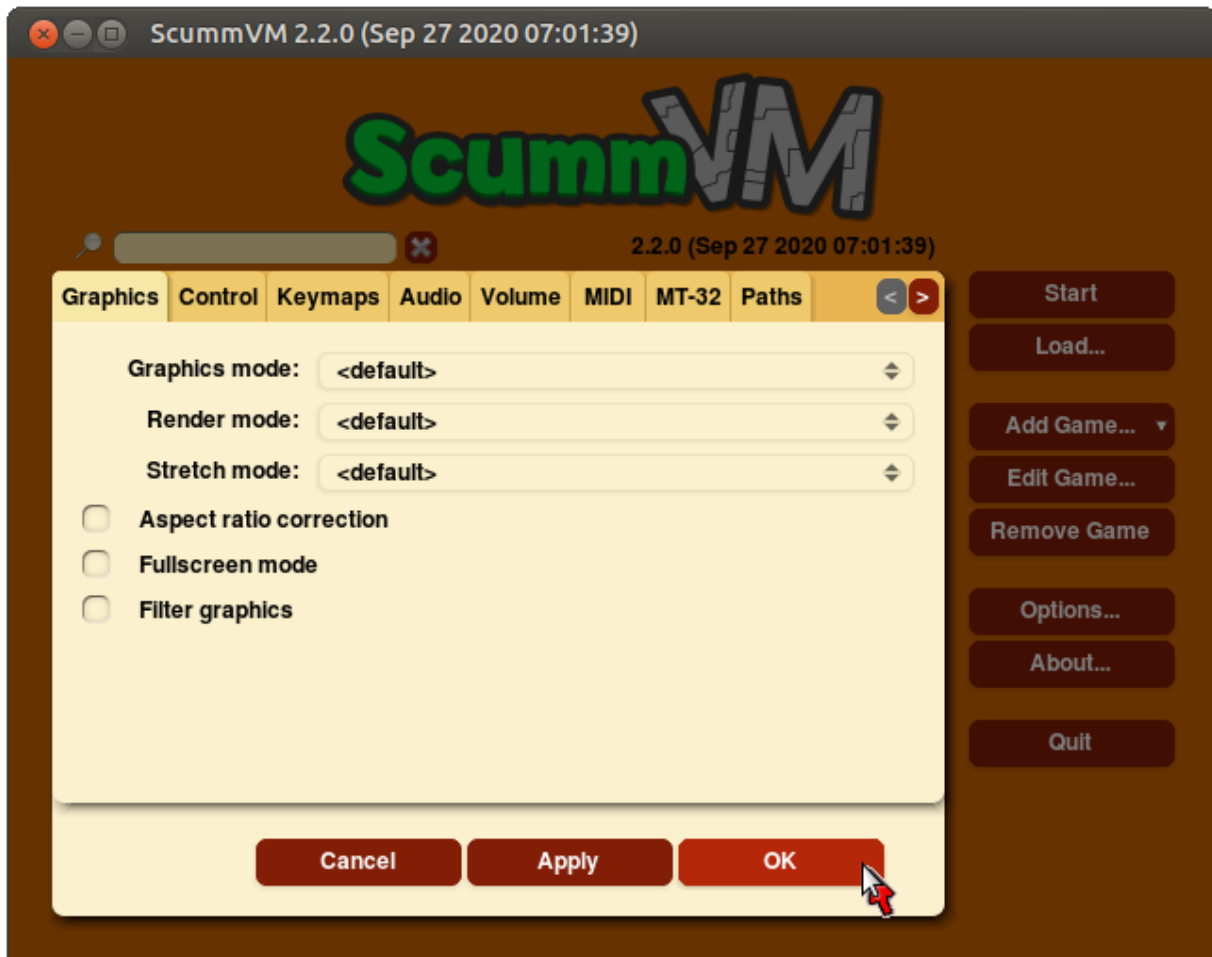 ScummVM 2.2.0 (Sep 27 2020 07:01:39)
ScummVM
2.2.0 (Sep 27 2020 07:01:39)
Graphics Control Keymaps Audio Volume MIDI MT-32 Paths < >
Graphics mode: <default>
Render mode: <default>
Stretch mode: <default>
Aspect ratio correction
Fullscreen mode
Filter graphics
Cancel Apply OK
Start
Load...
Add Game...
Edit Game...
Remove Game
Options...
About...
Quit